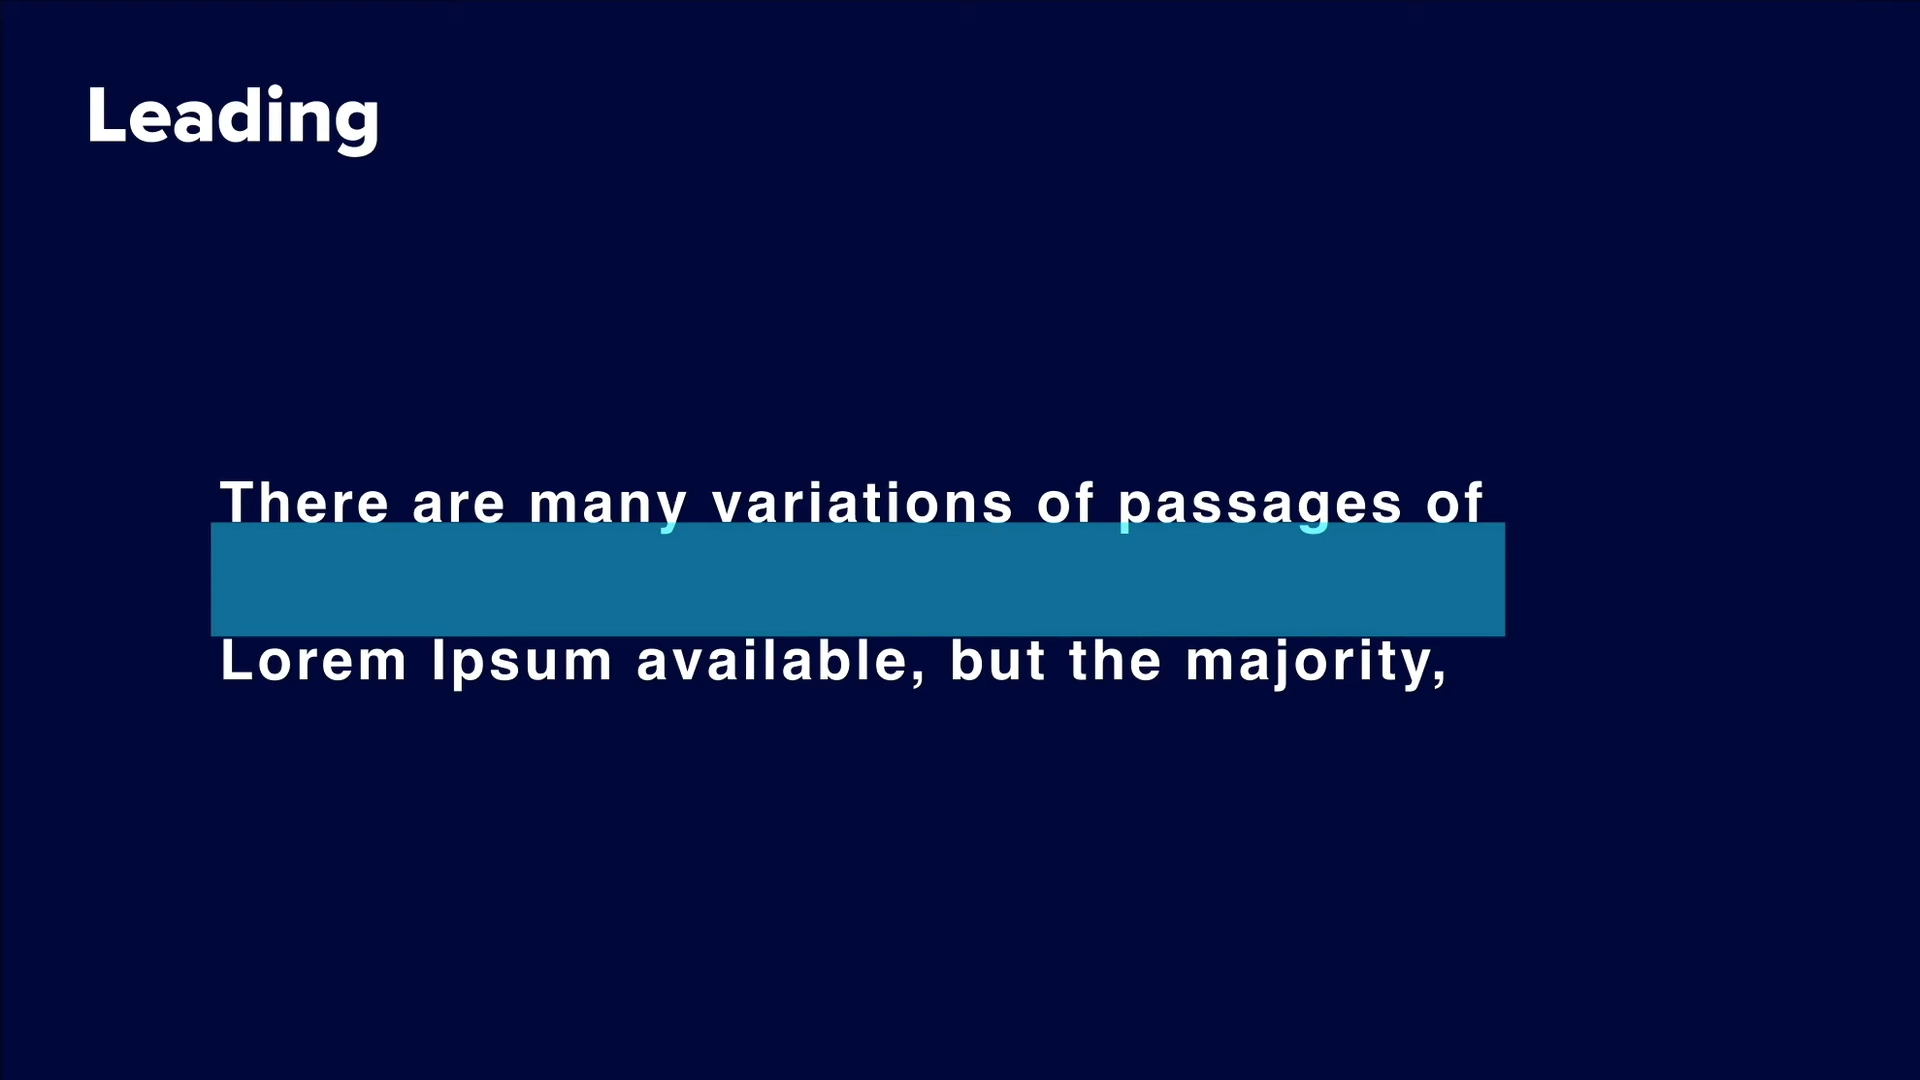 Leading
There are many variations of passages of
Lorem Ipsum available, but the majority,